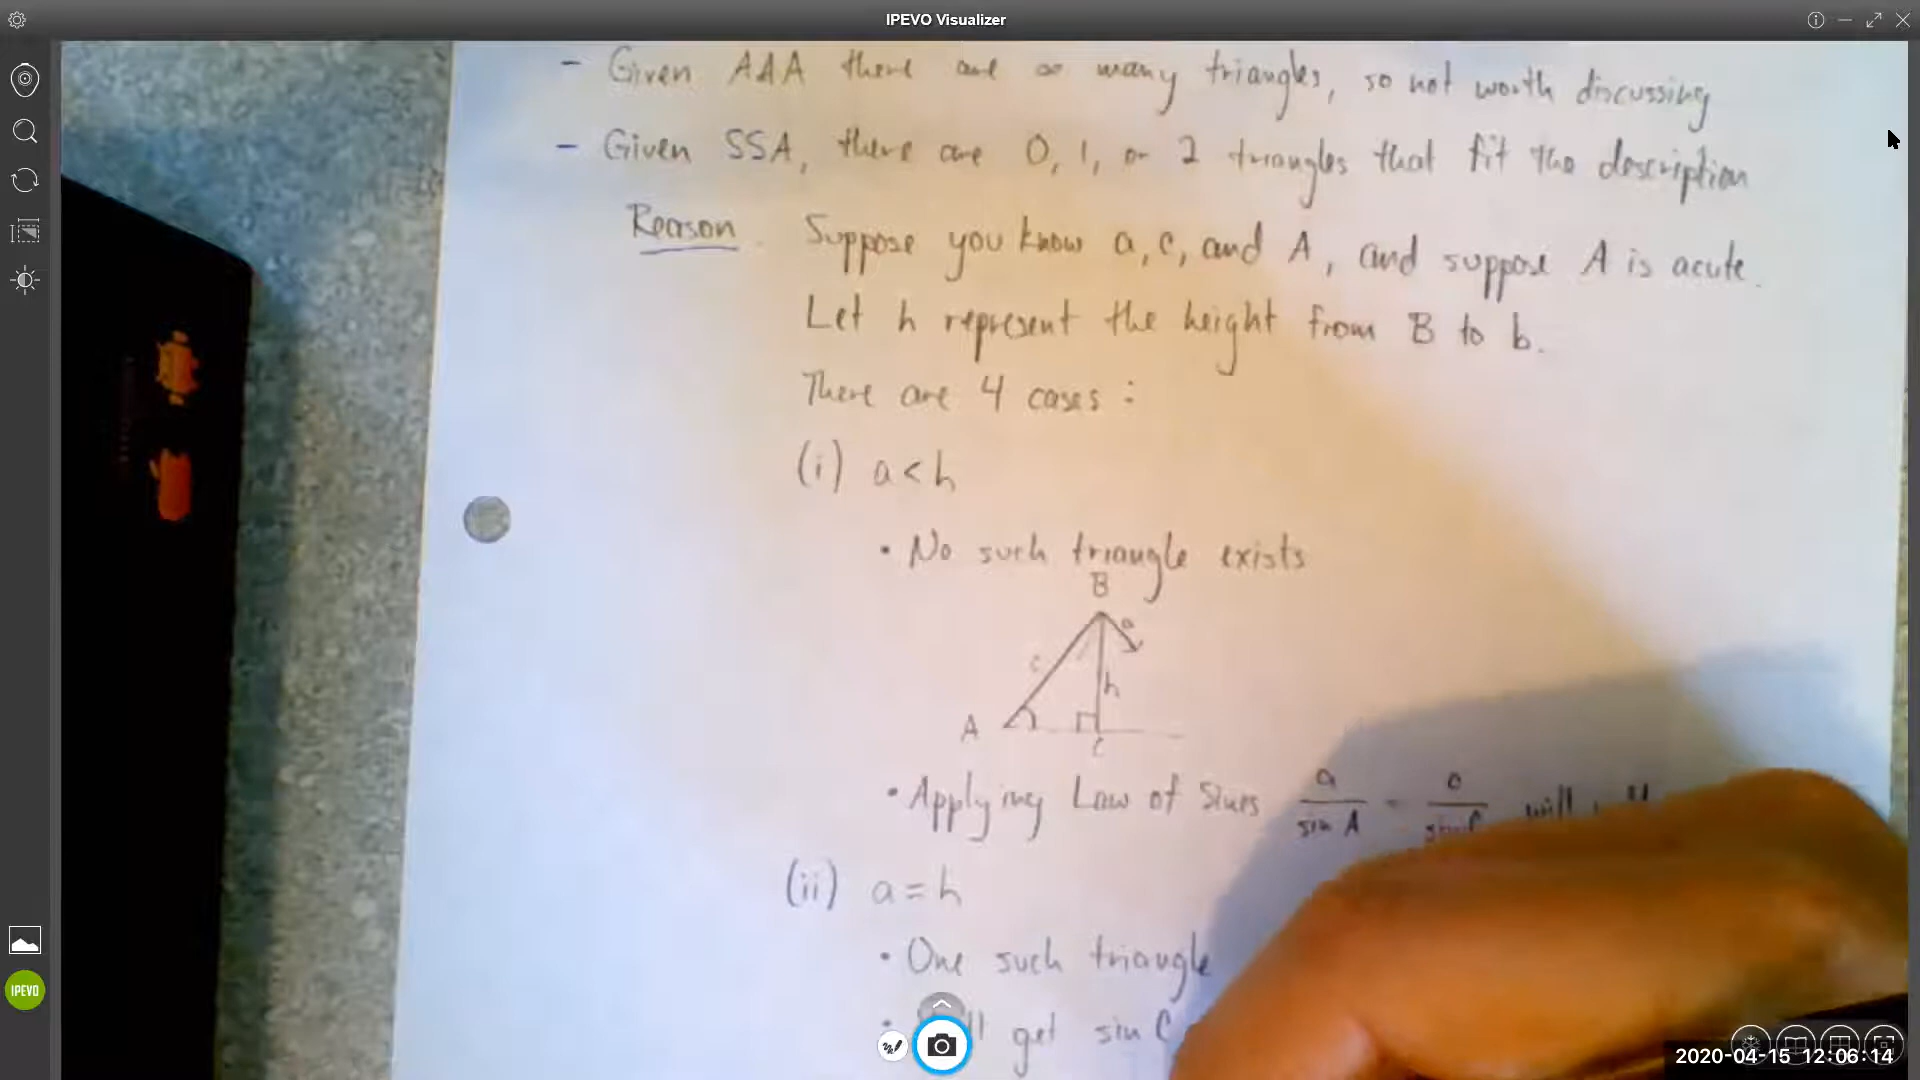 IPEVO Visualizer
- Given AAA there are ∞ many triangles, so not worth discussing
- Given SSA, there are 0, 1, or 2 triangles that fit the description
Reason. Suppose you know a, c, and A, and suppose A is acute.
Let h represent the height from B to b.
There are 4 cases:
(i) a < h
• No such triangle exists
B
a
c
h
A
C
• Applying Law of Sines a/sin A = c/sin C will
(ii) a = h
• One such triangle
• get sin C
IPEVO
2020-04-15 12:06:14